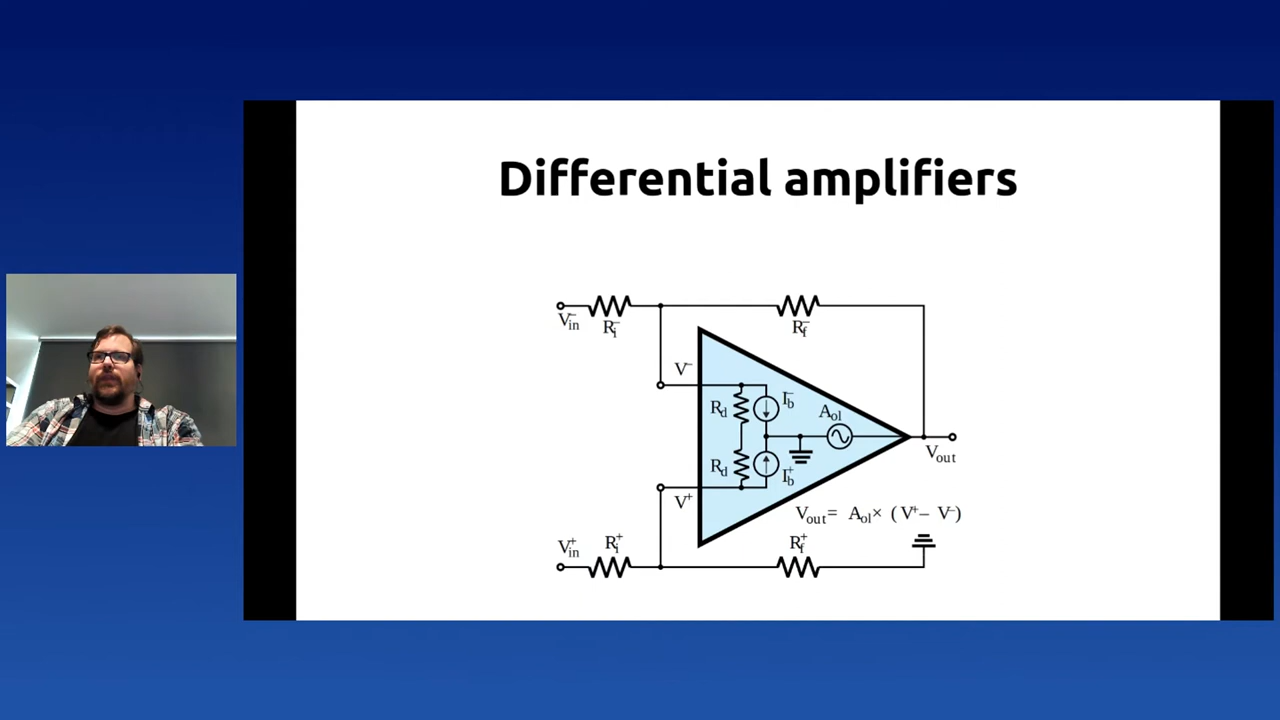 Differential amplifiers
V⁻in
R⁻i
R⁻f
V⁻
Rd
I⁻b
Aol
Rd
I⁺b
Vout
V⁺
Vout= Aol× (V⁺– V⁻)
V⁺in
R⁺i
R⁺f